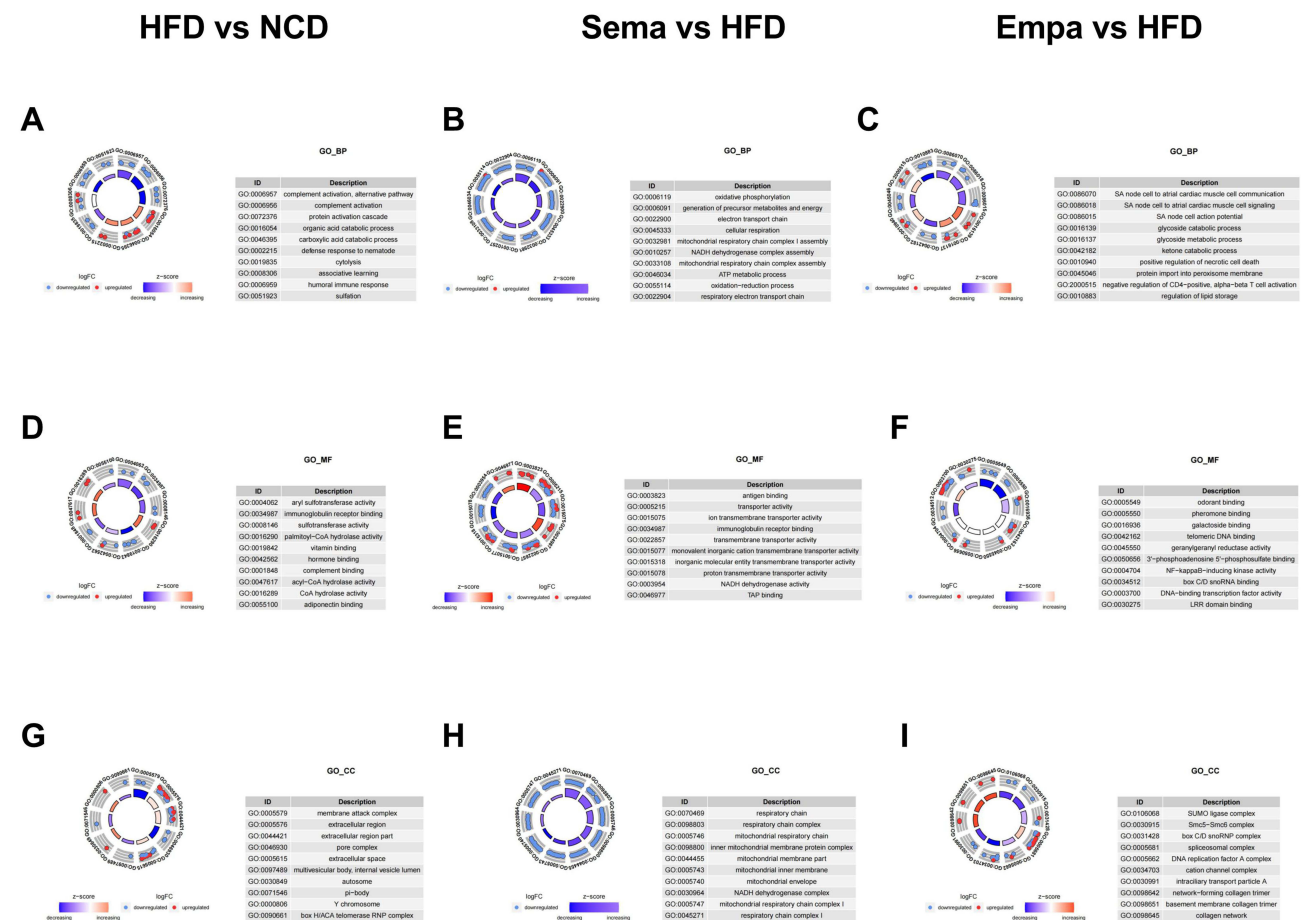 HFD vs NCD
Sema vs HFD
Empa vs HFD
A
GO_BP
ID Description
GO:0006957 complement activation, alternative pathway
GO:0006956 complement activation
GO:0072376 protein activation cascade
GO:0016054 organic acid catabolic process
GO:0046395 carboxylic acid catabolic process
GO:0002215 defense response to nematode
GO:0019835 cytolysis
GO:0008306 associative learning
GO:0006959 humoral immune response
GO:0051923 sulfation
logFC
downregulated upregulated
z-score
decreasing increasing
B
GO_BP
ID Description
GO:0006119 oxidative phosphorylation
GO:0006091 generation of precursor metabolites and energy
GO:0022900 electron transport chain
GO:0045333 cellular respiration
GO:0032981 mitochondrial respiratory chain complex I assembly
GO:0010257 NADH dehydrogenase complex assembly
GO:0033108 mitochondrial respiratory chain complex assembly
GO:0046034 ATP metabolic process
GO:0055114 oxidation−reduction process
GO:0022904 respiratory electron transport chain
logFC
downregulated upregulated
z-score
decreasing increasing
C
GO_BP
ID Description
GO:0086070 SA node cell to atrial cardiac muscle cell communication
GO:0086018 SA node cell to atrial cardiac muscle cell signaling
GO:0086015 SA node cell action potential
GO:0016139 glycoside catabolic process
GO:0016137 glycoside metabolic process
GO:0042182 ketone catabolic process
GO:0010940 positive regulation of necrotic cell death
GO:0045046 protein import into peroxisome membrane
GO:2000515 negative regulation of CD4−positive, alpha−beta T cell activation
GO:0010883 regulation of lipid storage
logFC
downregulated upregulated
z-score
decreasing increasing
D
GO_MF
ID Description
GO:0004062 aryl sulfotransferase activity
GO:0034987 immunoglobulin receptor binding
GO:0008146 sulfotransferase activity
GO:0016290 palmitoyl−CoA hydrolase activity
GO:0019842 vitamin binding
GO:0042562 hormone binding
GO:0001848 complement binding
GO:0047617 acyl−CoA hydrolase activity
GO:0016289 CoA hydrolase activity
GO:0055100 adiponectin binding
logFC
downregulated upregulated
z-score
decreasing increasing
E
GO_MF
ID Description
GO:0003823 antigen binding
GO:0005215 transporter activity
GO:0015075 ion transmembrane transporter activity
GO:0034987 immunoglobulin receptor binding
GO:0022857 transmembrane transporter activity
GO:0015077 monovalent inorganic cation transmembrane transporter activity
GO:0015318 inorganic molecular entity transmembrane transporter activity
GO:0015078 proton transmembrane transporter activity
GO:0003954 NADH dehydrogenase activity
GO:0046977 TAP binding
z-score
decreasing increasing
logFC
downregulated upregulated
F
GO_MF
ID Description
GO:0005549 odorant binding
GO:0005550 pheromone binding
GO:0016936 galactoside binding
GO:0042162 telomeric DNA binding
GO:0045550 geranylgeranyl reductase activity
GO:0050656 3'−phosphoadenosine 5'−phosphosulfate binding
GO:0004704 NF−kappaB−inducing kinase activity
GO:0034512 box C/D snoRNA binding
GO:0003700 DNA−binding transcription factor activity
GO:0030275 LRR domain binding
logFC
downregulated upregulated
z-score
decreasing increasing
G
GO_CC
ID Description
GO:0005579 membrane attack complex
GO:0005576 extracellular region
GO:0044421 extracellular region part
GO:0046930 pore complex
GO:0005615 extracellular space
GO:0097489 multivesicular body, internal vesicle lumen
GO:0030849 autosome
GO:0071546 pi−body
GO:0000806 Y chromosome
GO:0090661 box H/ACA telomerase RNP complex
z-score
decreasing increasing
logFC
downregulated upregulated
H
GO_CC
ID Description
GO:0070469 respiratory chain
GO:0098803 respiratory chain complex
GO:0005746 mitochondrial respiratory chain
GO:0098800 inner mitochondrial membrane protein complex
GO:0044455 mitochondrial membrane part
GO:0005743 mitochondrial inner membrane
GO:0005740 mitochondrial envelope
GO:0030964 NADH dehydrogenase complex
GO:0005747 mitochondrial respiratory chain complex I
GO:0045271 respiratory chain complex I
logFC
downregulated upregulated
z-score
decreasing increasing
I
GO_CC
ID Description
GO:0106068 SUMO ligase complex
GO:0030915 Smc5−Smc6 complex
GO:0031428 box C/D snoRNP complex
GO:0005681 spliceosomal complex
GO:0005662 DNA replication factor A complex
GO:0034703 cation channel complex
GO:0030991 intraciliary transport particle A
GO:0098642 network−forming collagen trimer
GO:0098651 basement membrane collagen trimer
GO:0098645 collagen network
logFC
downregulated upregulated
z-score
decreasing increasing